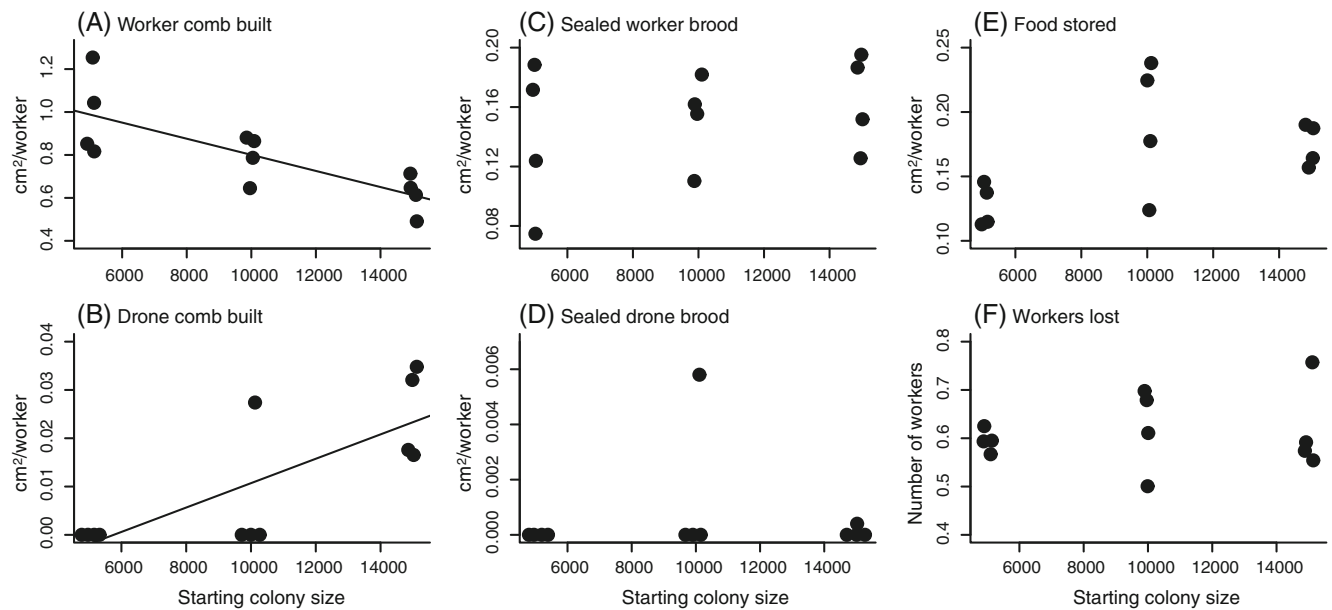 (A) Worker comb built
cm²/worker
0.4 0.6 0.8 1.0 1.2
6000 8000 10000 12000 14000
(C) Sealed worker brood
cm²/worker
0.08 0.12 0.16 0.20
6000 8000 10000 12000 14000
(E) Food stored
cm²/worker
0.10 0.15 0.20 0.25
6000 8000 10000 12000 14000
(B) Drone comb built
cm²/worker
0.00 0.01 0.02 0.03 0.04
6000 8000 10000 12000 14000
Starting colony size
(D) Sealed drone brood
cm²/worker
0.000 0.002 0.004 0.006
6000 8000 10000 12000 14000
Starting colony size
(F) Workers lost
Number of workers
0.4 0.5 0.6 0.7 0.8
6000 8000 10000 12000 14000
Starting colony size